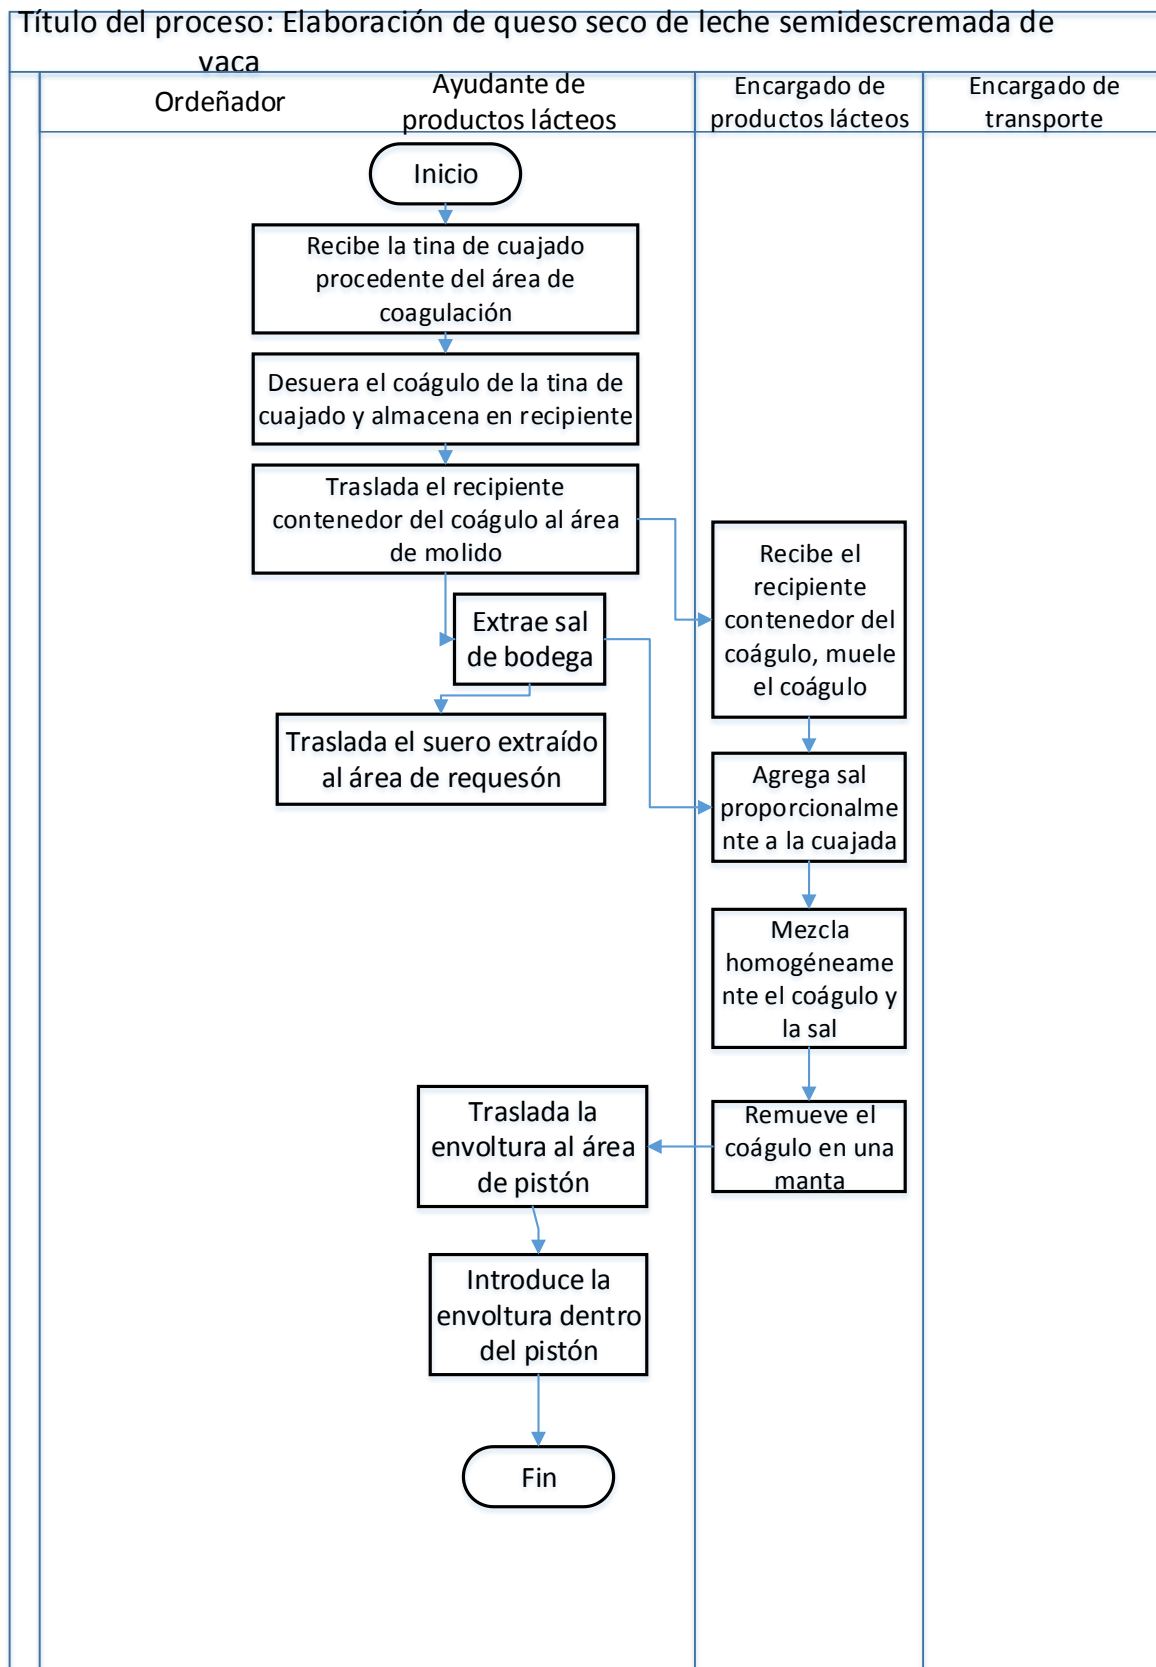 Título del proceso: Elaboración de queso seco de leche semidescremada de
vaca
Ordeñador
Ayudante de
productos lácteos
Encargado de
productos lácteos
Encargado de
transporte
Inicio
Recibe la tina de cuajado
procedente del área de
coagulación
Desuera el coágulo de la tina de
cuajado y almacena en recipiente
Traslada el recipiente
contenedor del coágulo al área
de molido
Recibe el
recipiente
contenedor del
coágulo, muele
el coágulo
Extrae sal
de bodega
Traslada el suero extraído
al área de requesón
Agrega sal
proporcionalme
nte a la cuajada
Mezcla
homogéneame
nte el coágulo y
la sal
Remueve el
coágulo en una
manta
Traslada la
envoltura al área
de pistón
Introduce la
envoltura dentro
del pistón
Fin